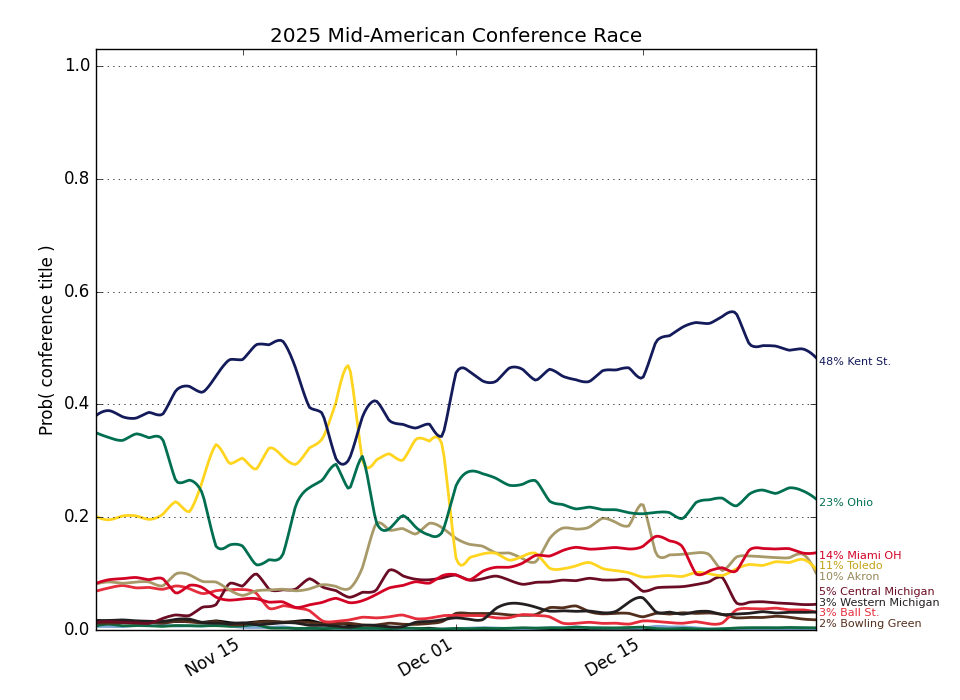 2025 Mid-American Conference Race
Prob( conference title )
1.0
0.8
0.6
0.4
0.2
0.0
Nov 15
Dec 01
Dec 15
48% Kent St.
23% Ohio
14% Miami OH
11% Toledo
10% Akron
5% Central Michigan
3% Western Michigan
3% Ball St.
2% Bowling Green